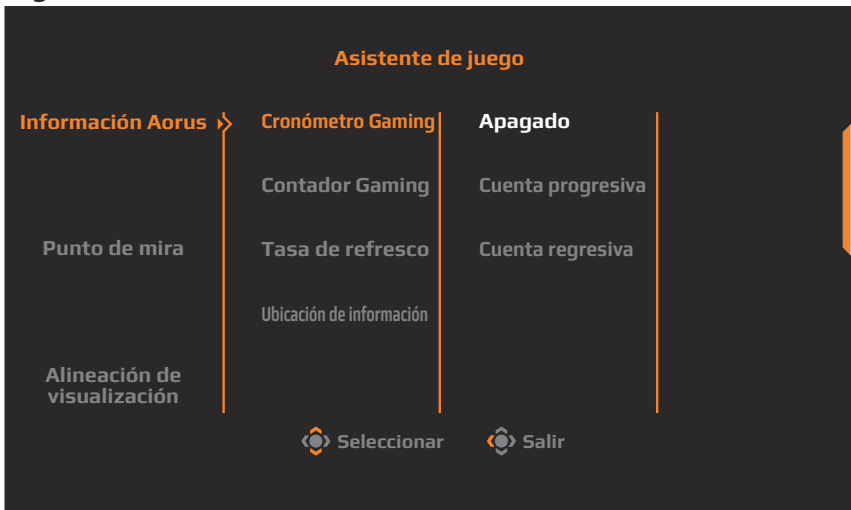 Asistente de juego
Información Aorus
Cronómetro Gaming
Apagado
Contador Gaming
Cuenta progresiva
Punto de mira
Tasa de refresco
Cuenta regresiva
Ubicación de información
Alineación de
visualización
Seleccionar
Salir